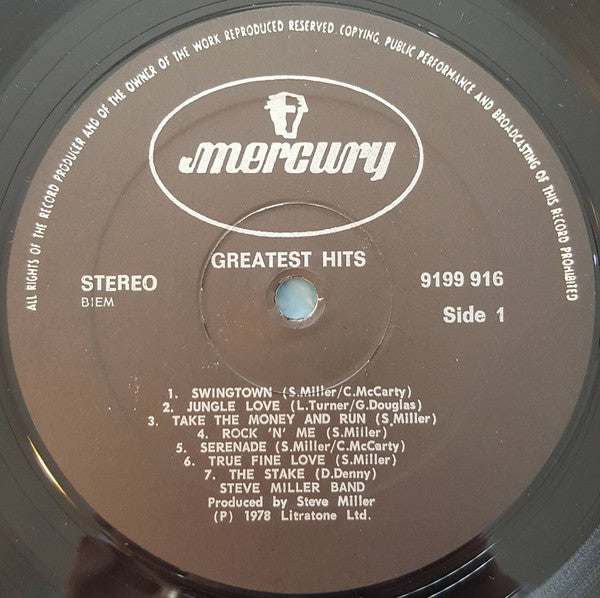 ALL RIGHTS OF THE RECORD PRODUCER AND OF THE OWNER OF THE WORK REPRODUCED RESERVED. COPYING, PUBLIC PERFORMANCE AND BROADCASTING OF THIS RECORD PROHIBITED
mercury
GREATEST HITS
STEREO 9199 916
BIEM Side 1
1. SWINGTOWN (S.Miller/C.McCarty)
2. JUNGLE LOVE (L.Turner/G.Douglas)
3. TAKE THE MONEY AND RUN (S.Miller)
4. ROCK 'N' ME (S.Miller)
5. SERENADE (S.Miller/C.McCarty)
6. TRUE FINE LOVE (S.Miller)
7. THE STAKE (D.Denny)
STEVE MILLER BAND
Produced by Steve Miller
(P) 1978 Litratone Ltd.